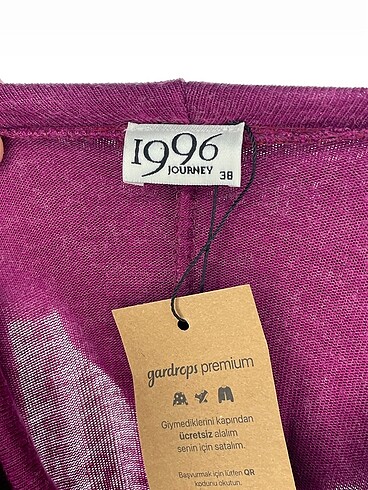 1996
JOURNEY
38
gardrops premium
Giymediklerini kapından
ücretsiz alalım
senin için satalım.
Başvurmak için lütfen QR
kodunu okutun.